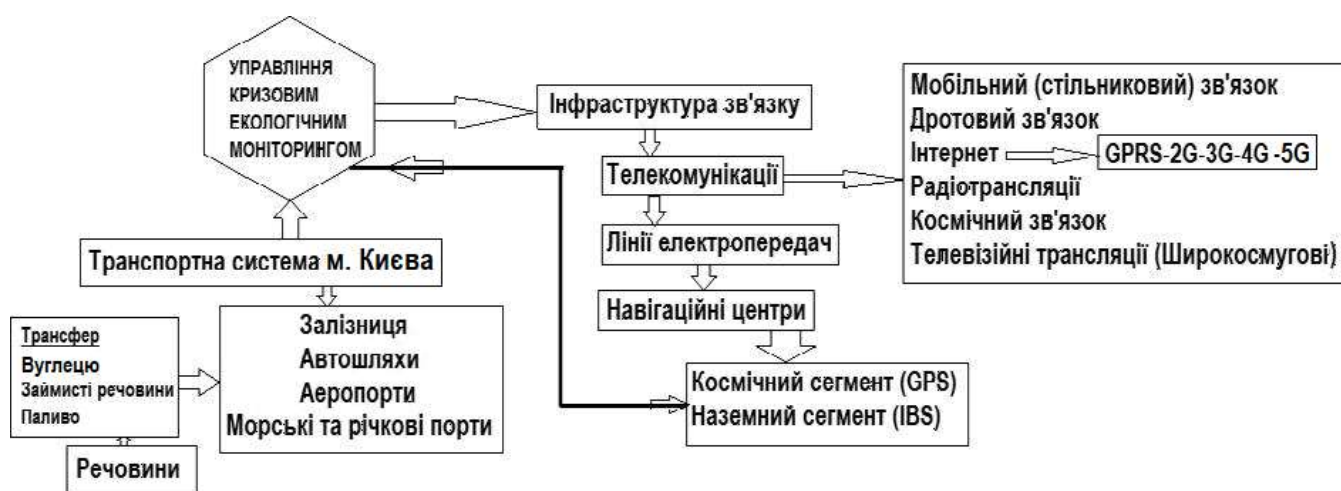 УПРАВЛІННЯ
КРИЗОВИМ
ЕКОЛОГІЧНИМ
МОНІТОРИНГОМ
Інфраструктура зв'язку
Телекомунікації
Лінії електропередач
Навігаційні центри
Космічний сегмент (GPS)
Наземний сегмент (IBS)
Мобільний (стільниковий) зв'язок
Дротовий зв'язок
Інтернет
GPRS-2G-3G-4G -5G
Радіотрансляції
Космічний зв'язок
Телевізійні трансляції (Широкосмугові)
Транспортна система м. Києва
Залізниця
Автошляхи
Аеропорти
Морські та річкові порти
Трансфер
Вуглецю
Займисті речовини
Паливо
Речовини